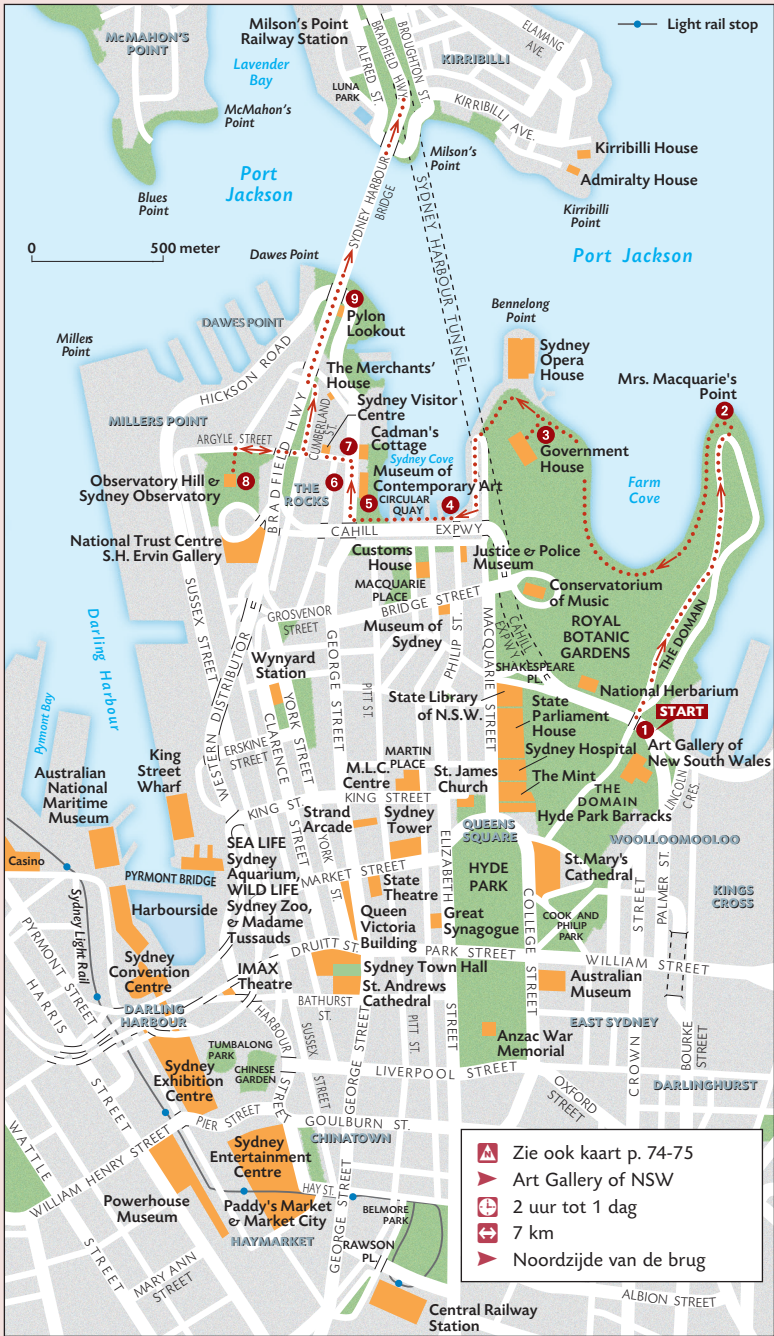 Light rail stop
Milson's Point
Railway Station
McMAHON'S
POINT
Lavender
Bay
ALFRED ST.
BRADFIELD HWY
BROUGHTON ST.
KIRRIBILLI
ELAMANG
AVE.
LUNA
PARK
McMahon's
Point
KIRRIBILLI AVE.
Kirribilli House
Milson's
Point
Admiralty House
Port
Jackson
Blues
Point
Kirribilli
Point
SYDNEY HARBOUR
BRIDGE
SYDNEY HARBOUR TUNNEL
0
500 meter
Dawes Point
Port Jackson
Bennelong
Point
9
Pylon
Lookout
DAWES POINT
Millers
Point
HICKSON ROAD
Sydney
Opera
House
Mrs. Macquarie's
Point
2
The Merchants'
House
Sydney Visitor
Centre
MILLERS POINT
BRADFIELD HWY
CUMBERLAND
ST.
ARGYLE STREET
7
Cadman's
Cottage
Sydney Cove
3
Government
House
Observatory Hill &
Sydney Observatory
8
6
THE
ROCKS
5
Museum of
Contemporary Art
CIRCULAR
QUAY
4
Farm
Cove
National Trust Centre
S.H. Ervin Gallery
CAHILL
EXPWY
Customs
House
Justice & Police
Museum
MACQUARIE
PLACE
Conservatorium
of Music
BRIDGE STREET
GROSVENOR
STREET
Museum of
Sydney
PHILIP ST.
MACQUARIE STREET
CAHILL
EXPWY
ROYAL
BOTANIC
GARDENS
THE DOMAIN
SUSSEX STREET
Darling Harbour
Pyrmont Bay
WESTERN DISTRIBUTOR
Wynyard
Station
GEORGE STREET
PITT ST.
SHAKESPEARE
PL.
National Herbarium
State Library
of N.S.W.
State
Parliament
House
START
1
Art Gallery of
New South Wales
YORK STREET
CLARENCE STREET
ERSKINE
STREET
Sydney Hospital
The Mint
THE
DOMAIN
LINCOLN
CRES.
MARTIN
PLACE
M.L.C.
Centre
St. James
Church
King
Street
Wharf
Australian
National
Maritime
Museum
KING ST.
KING STREET
Hyde Park Barracks
Strand
Arcade
Sydney
Tower
QUEENS
SQUARE
WOOLLOOMOOLOO
Casino
PYRMONT BRIDGE
SEA LIFE
Sydney
Aquarium,
WILD LIFE
Sydney Zoo,
& Madame
Tussauds
YORK
STREET
MARKET STREET
ELIZABETH
STREET
HYDE
PARK
St.Mary's
Cathedral
PALMER ST.
KINGS
CROSS
State
Theatre
Harbourside
Queen
Victoria
Building
Great
Synagogue
COLLEGE STREET
COOK AND
PHILIP
PARK
Sydney Light Rail
DRUITT ST.
PARK STREET
WILLIAM STREET
Sydney
Convention
Centre
IMAX
Theatre
Sydney Town Hall
St. Andrews
Cathedral
Australian
Museum
PYRMONT STREET
HARRIS
STREET
DARLING
HARBOUR
BATHURST
ST.
PITT ST.
EAST SYDNEY
HARBOUR STREET
SUSSEX
STREET
GEORGE STREET
Anzac War
Memorial
CROWN
STREET
BOURKE
STREET
TUMBALONG
PARK
CHINESE
GARDEN
Sydney
Exhibition
Centre
LIVERPOOL STREET
DARLINGHURST
OXFORD
STREET
PIER STREET
GOULBURN ST.
CHINATOWN
WATTLE
STREET
WILLIAM HENRY STREET
Sydney
Entertainment
Centre
HAY ST.
Powerhouse
Museum
Paddy's Market
& Market City
HAYMARKET
GEORGE STREET
BELMORE
PARK
RAWSON
PL.
MARY ANN
STREET
Central Railway
Station
ALBION STREET
N
Zie ook kaart p. 74-75
Art Gallery of NSW
2 uur tot 1 dag
7 km
Noordzijde van de brug